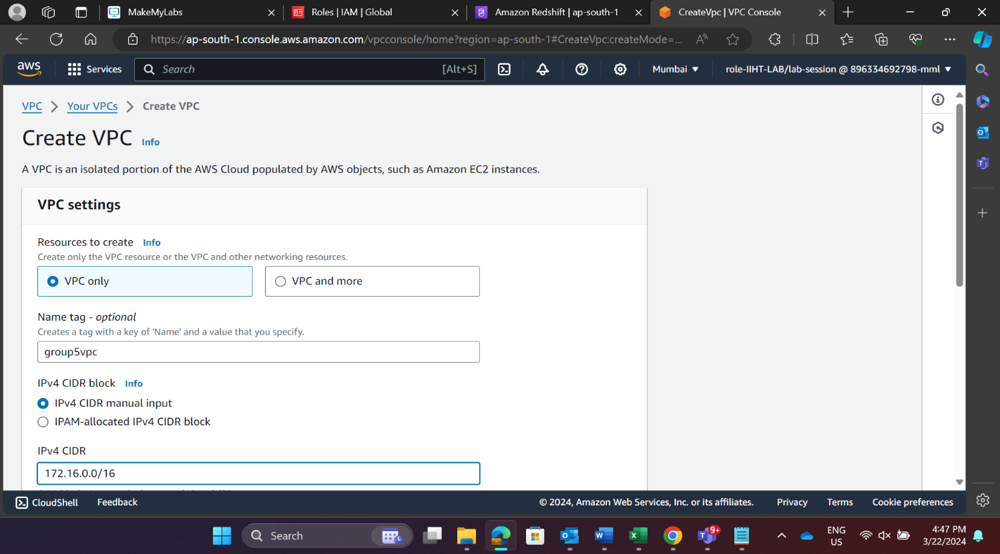 MakeMyLabs
Roles | IAM | Global
Amazon Redshift | ap-south-1
CreateVpc | VPC Console
https://ap-south-1.console.aws.amazon.com/vpcconsole/home?region=ap-south-1#CreateVpc:createMode=...
aws
Services
Search
[Alt+S]
Mumbai
role-IIHT-LAB/lab-session @ 896334692798-mml
VPC
Your VPCs
Create VPC
Create VPC Info
A VPC is an isolated portion of the AWS Cloud populated by AWS objects, such as Amazon EC2 instances.
VPC settings
Resources to create Info
Create only the VPC resource or the VPC and other networking resources.
VPC only
VPC and more
Name tag - optional
Creates a tag with a key of 'Name' and a value that you specify.
group5vpc
IPv4 CIDR block Info
IPv4 CIDR manual input
IPAM-allocated IPv4 CIDR block
IPv4 CIDR
172.16.0.0/16
CloudShell
Feedback
© 2024, Amazon Web Services, Inc. or its affiliates.
Privacy
Terms
Cookie preferences
Search
9+
ENG
US
4:47 PM
3/22/2024